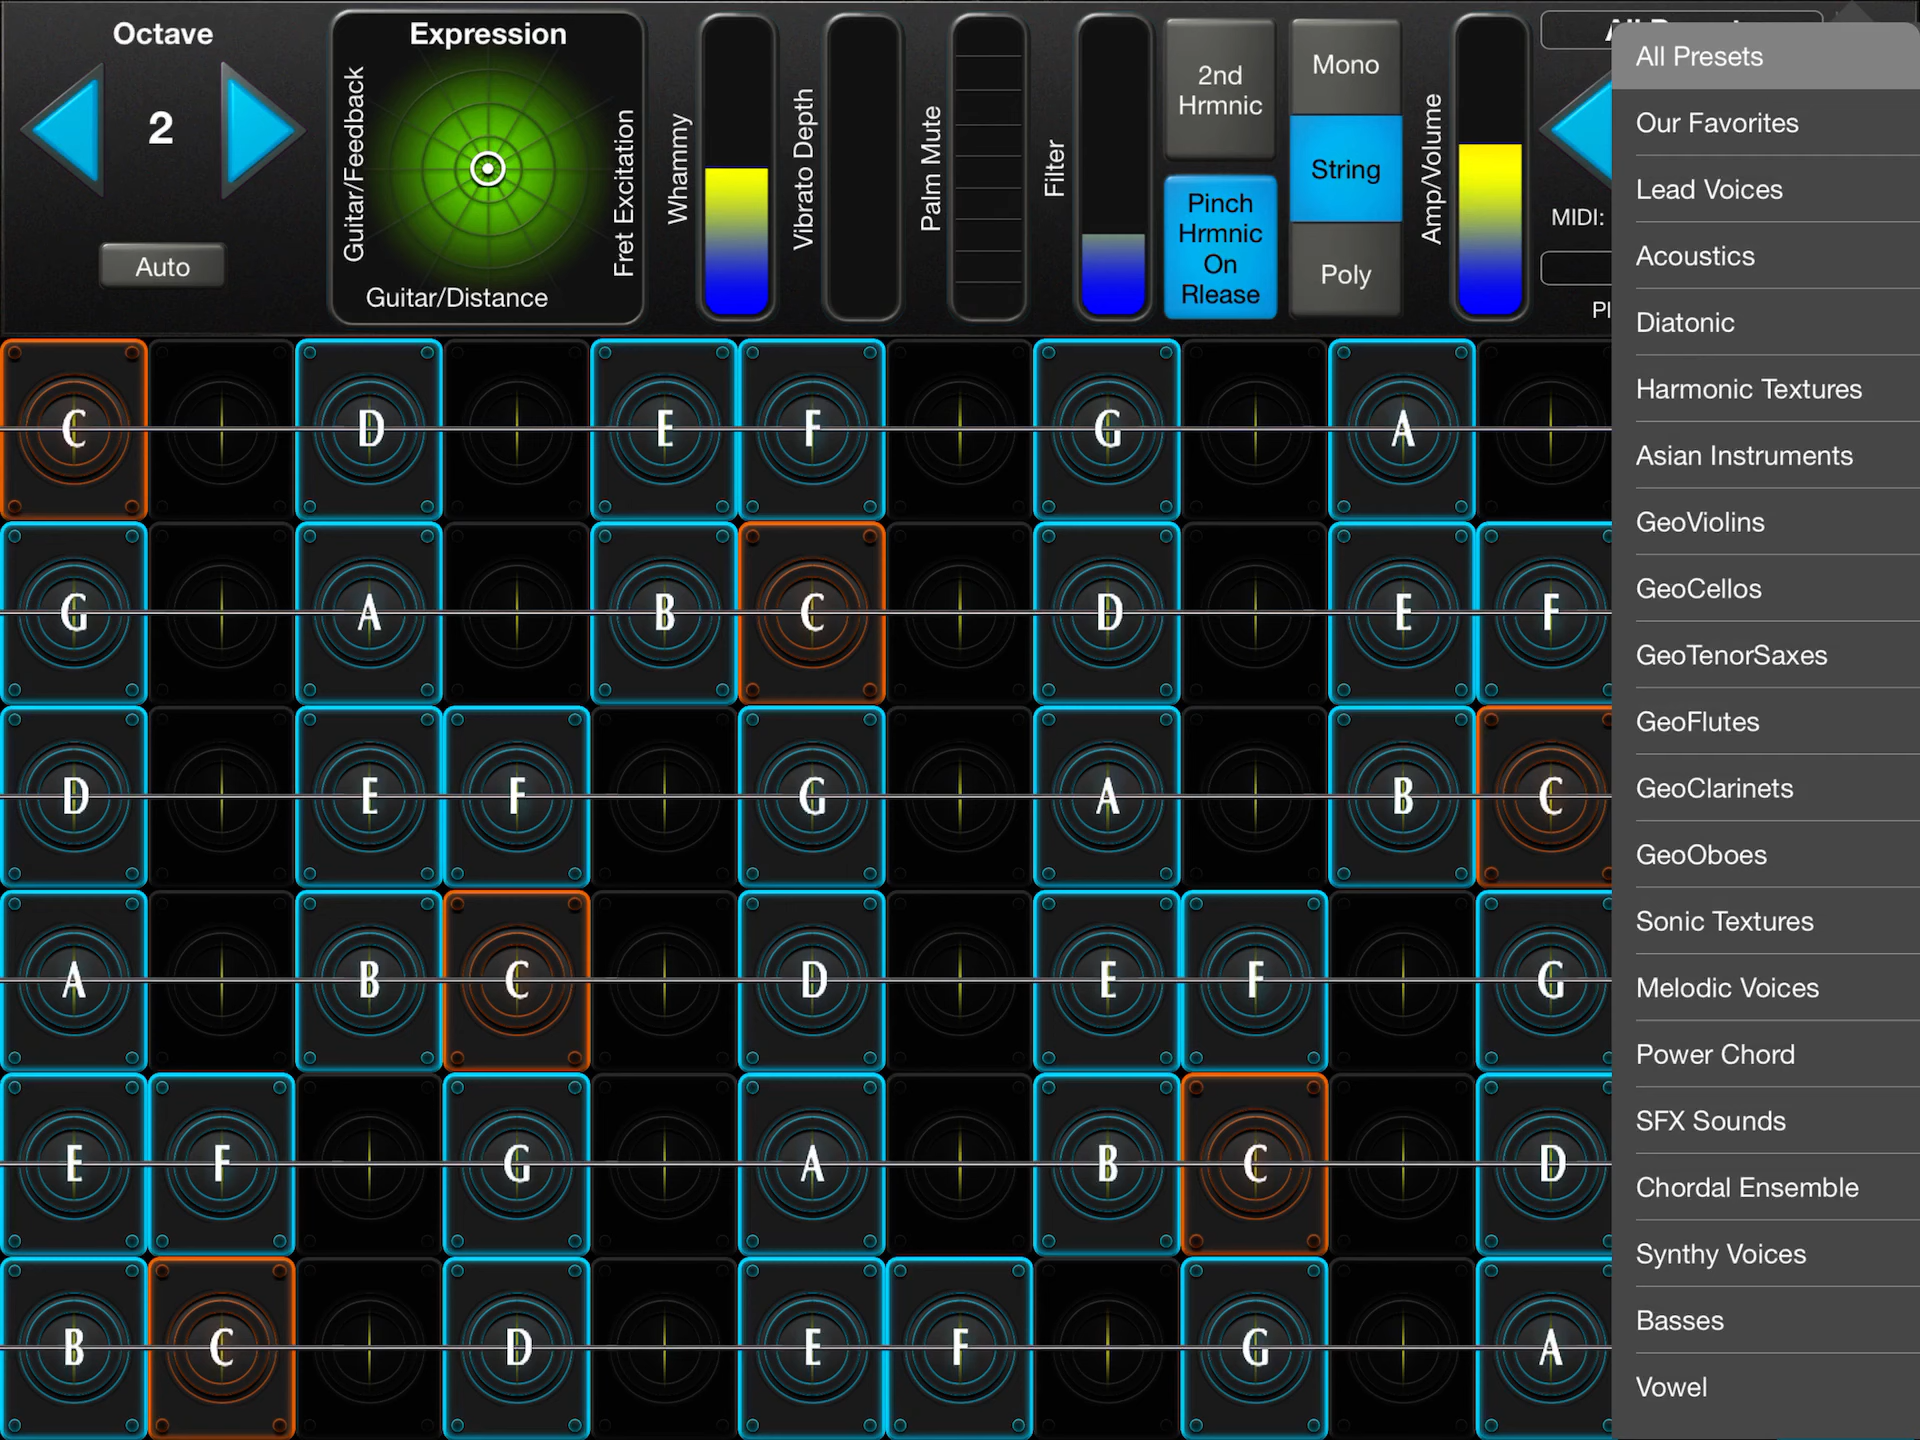 Octave
2
Auto
Expression
Guitar/Feedback
Fret Excitation
Guitar/Distance
Whammy
Vibrato Depth
Palm Mute
Filter
2nd
Hrmnic
Pinch
Hrmnic
On
Rlease
Mono
String
Poly
Amp/Volume
MIDI:
All Presets
Our Favorites
Lead Voices
Acoustics
Diatonic
Harmonic Textures
Asian Instruments
GeoViolins
GeoCellos
GeoTenorSaxes
GeoFlutes
GeoClarinets
GeoOboes
Sonic Textures
Melodic Voices
Power Chord
SFX Sounds
Chordal Ensemble
Synthy Voices
Basses
Vowel
C D E F G A
G A B C D E F
D E F G A B C
A B C D E F G
E F G A B C D
B C D E F G A